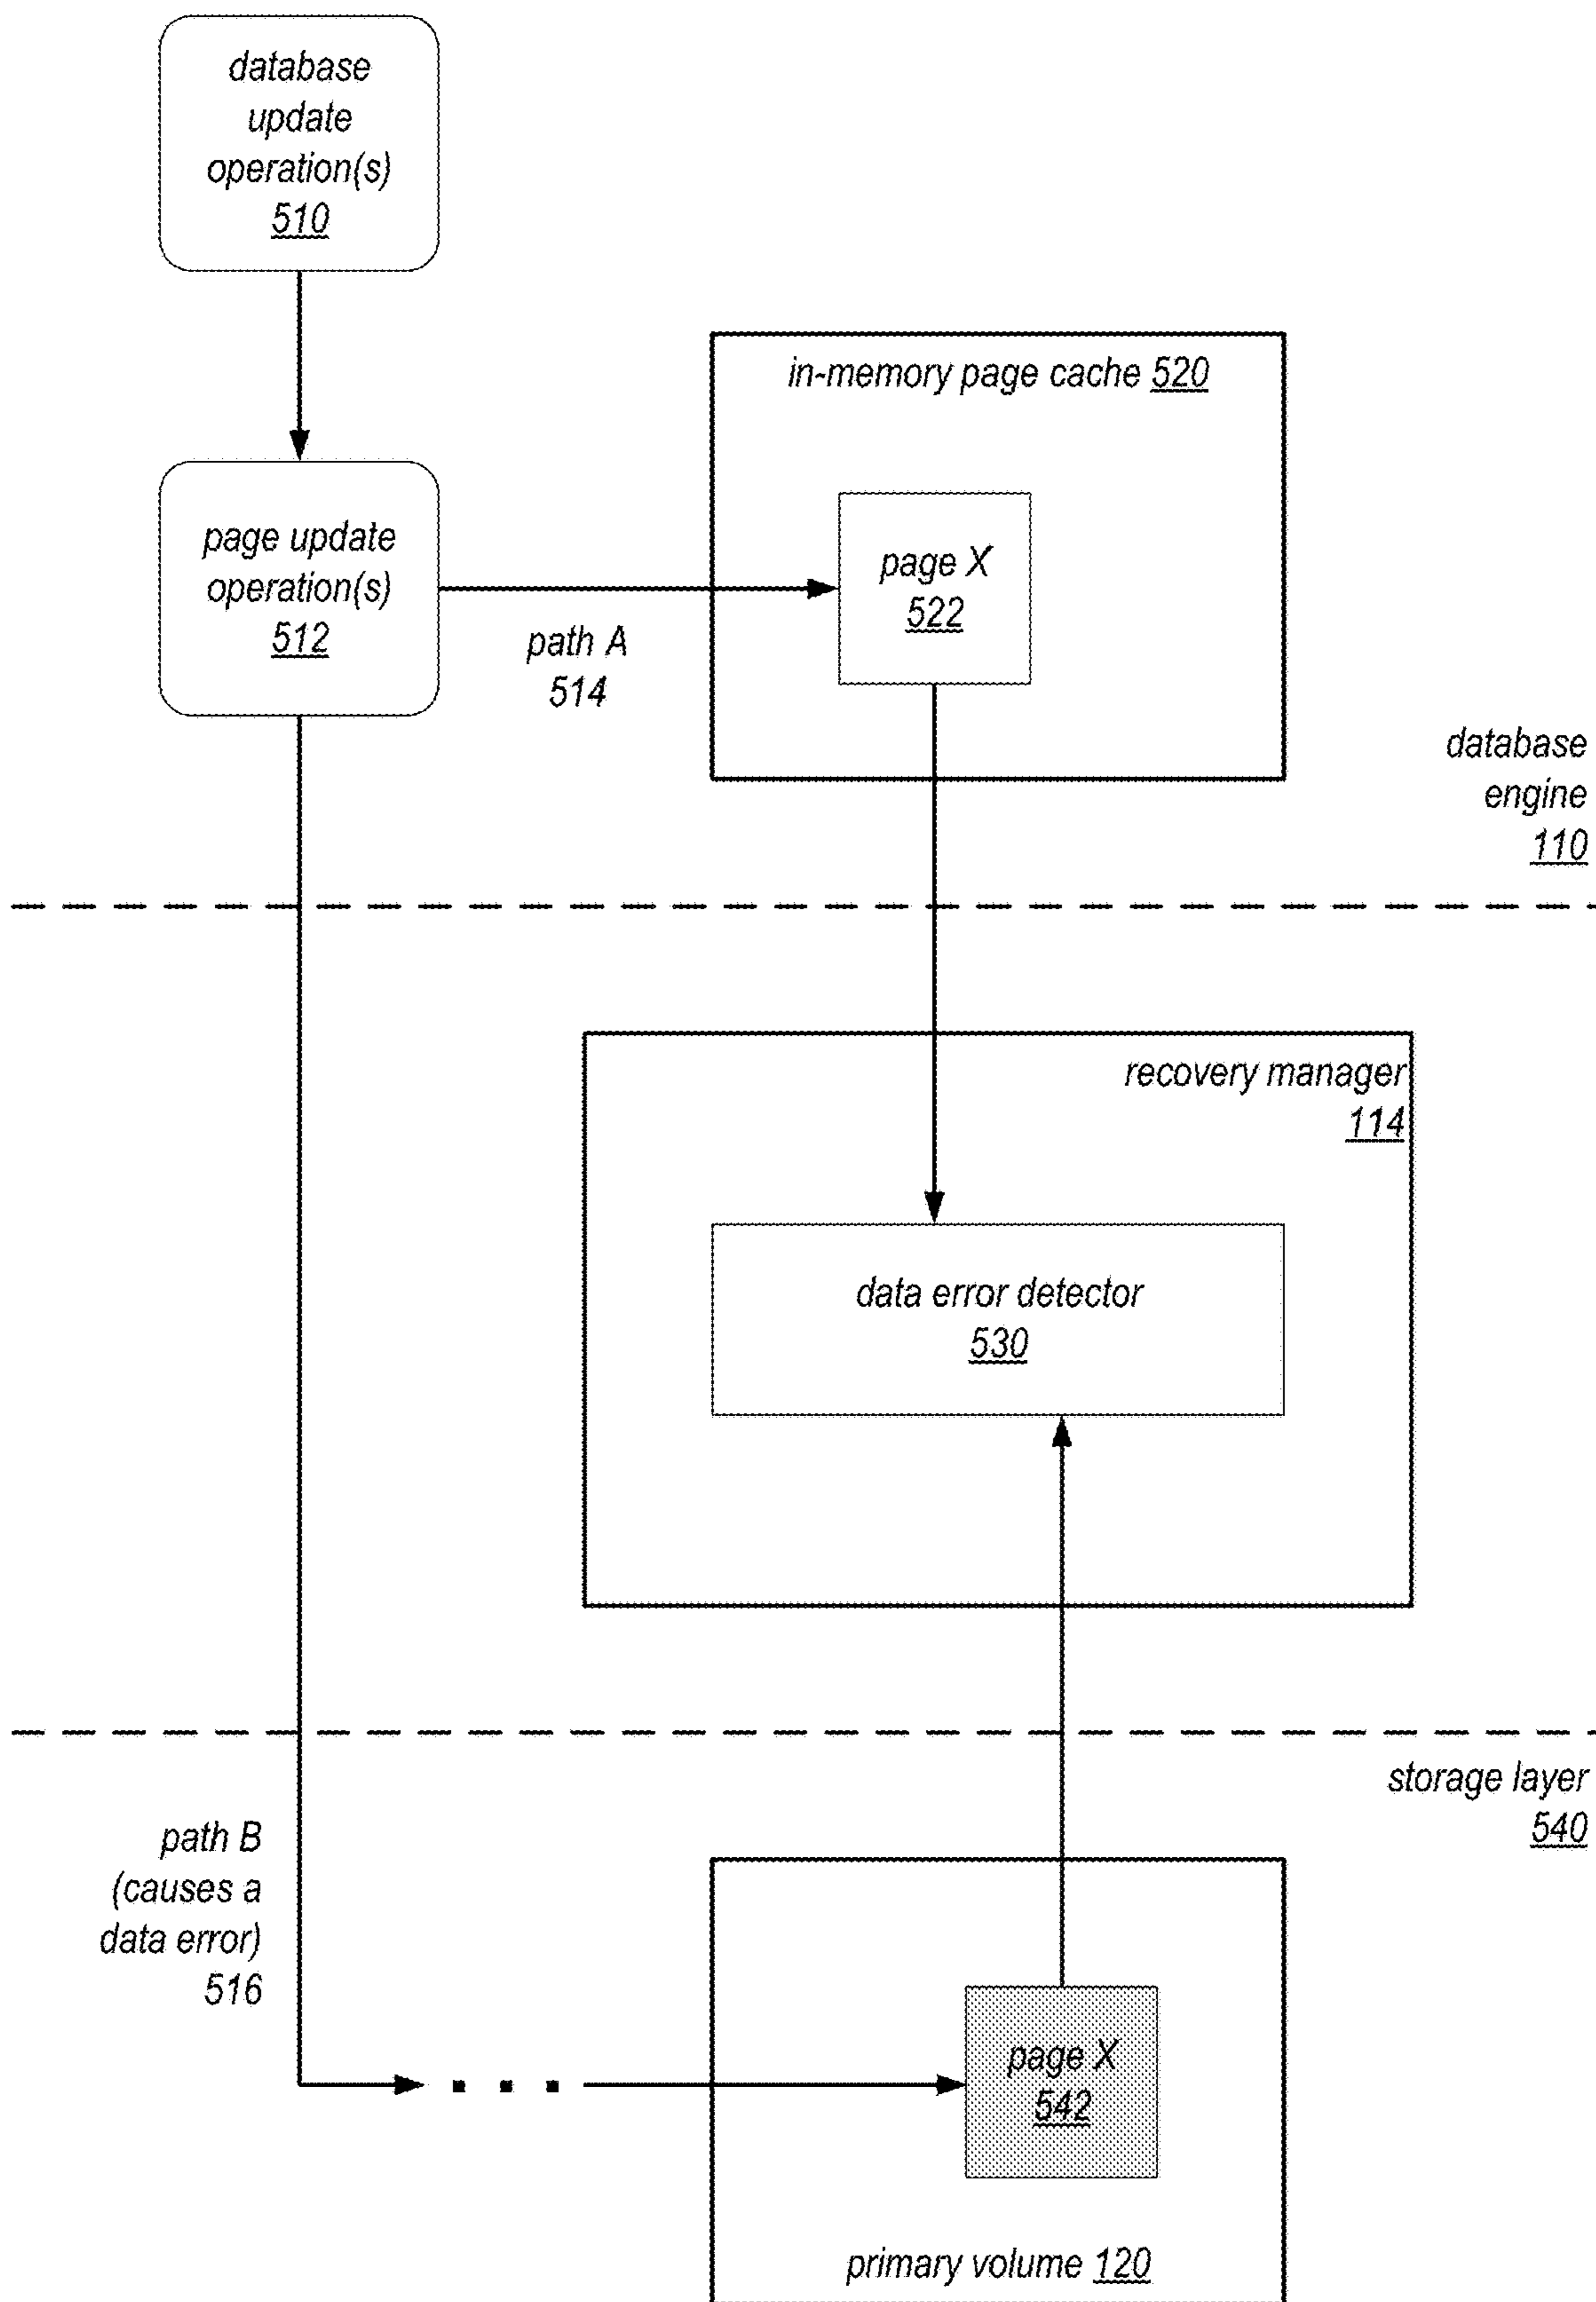 database
update
operation(s)
510
in-memory page cache 520
page update
operation(s)
512
page X
522
path A
514
database
engine
110
recovery manager
114
data error detector
530
storage layer
540
path B
(causes a
data error)
516
page X
542
primary volume 120